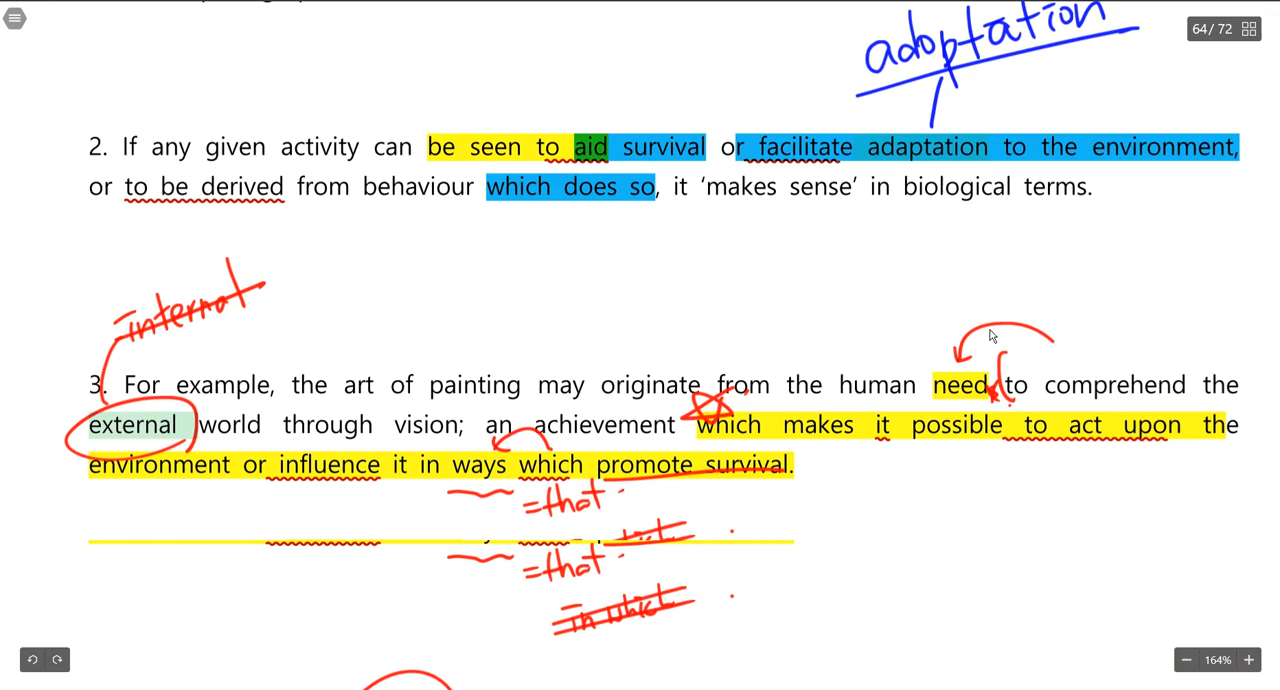 adoptation
64/ 72
2. If any given activity can be seen to aid survival or facilitate adaptation to the environment,
or to be derived from behaviour which does so, it ‘makes sense’ in biological terms.
internal
3. For example, the art of painting may originate from the human need to comprehend the
external world through vision; an achievement which makes it possible to act upon the
environment or influence it in ways which promote survival.
=that
=that
in which
164%